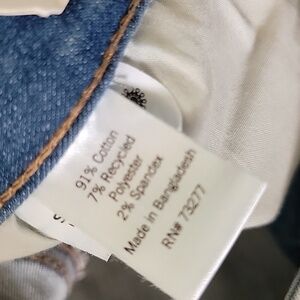 91% Cotton
7% Recycled
Polyester
2% Spandex
Made in Bangladesh
RN# 73277